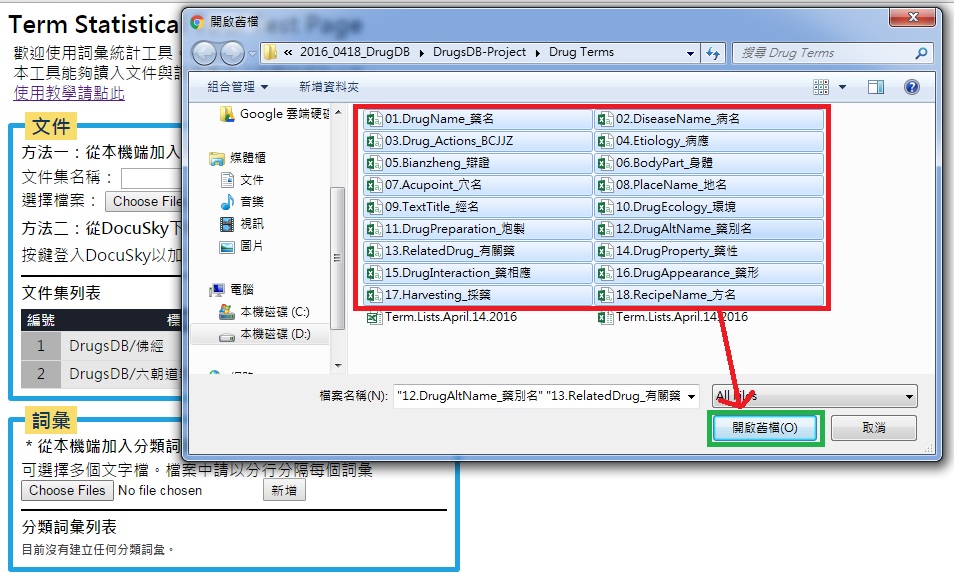 Term Statistical
est Page
歡迎使用詞彙統計工具
本工具能夠讀入文件與
使用教學請點此
文件
方法一：從本機端加入
文件集名稱：
選擇檔案： Choose File
方法二：從DocuSky下
按鍵登入DocuSky以加
文件集列表
編號 標
1 DrugsDB/佛經
2 DrugsDB/六朝道
詞彙
* 從本機端加入分類詞
可選擇多個文字檔。檔案中請以分行分隔每個詞彙
Choose Files No file chosen 新增
分類詞彙列表
目前沒有建立任何分類詞彙。
開啟舊檔
« 2016_0418_DrugDB DrugsDB-Project Drug Terms
搜尋 Drug Terms
組合管理 新增資料夾
Google 雲端硬碟
媒體櫃
文件
音樂
視訊
圖片
電腦
本機磁碟 (C:)
本機磁碟 (D:)
01.DrugName_藥名 02.DiseaseName_病名
03.Drug_Actions_BCJJZ 04.Etiology_病應
05.Bianzheng_辯證 06.BodyPart_身體
07.Acupoint_穴名 08.PlaceName_地名
09.TextTitle_經名 10.DrugEcology_環境
11.DrugPreparation_炮製 12.DrugAltName_藥別名
13.RelatedDrug_有關藥 14.DrugProperty_藥性
15.DrugInteraction_藥相應 16.DrugAppearance_藥形
17.Harvesting_採藥 18.RecipeName_方名
Term.Lists.April.14.2016 Term.Lists.April.14.2016
檔案名稱(N): "12.DrugAltName_藥別名" "13.RelatedDrug_有關藥 All Files
開啟舊檔(O) 取消